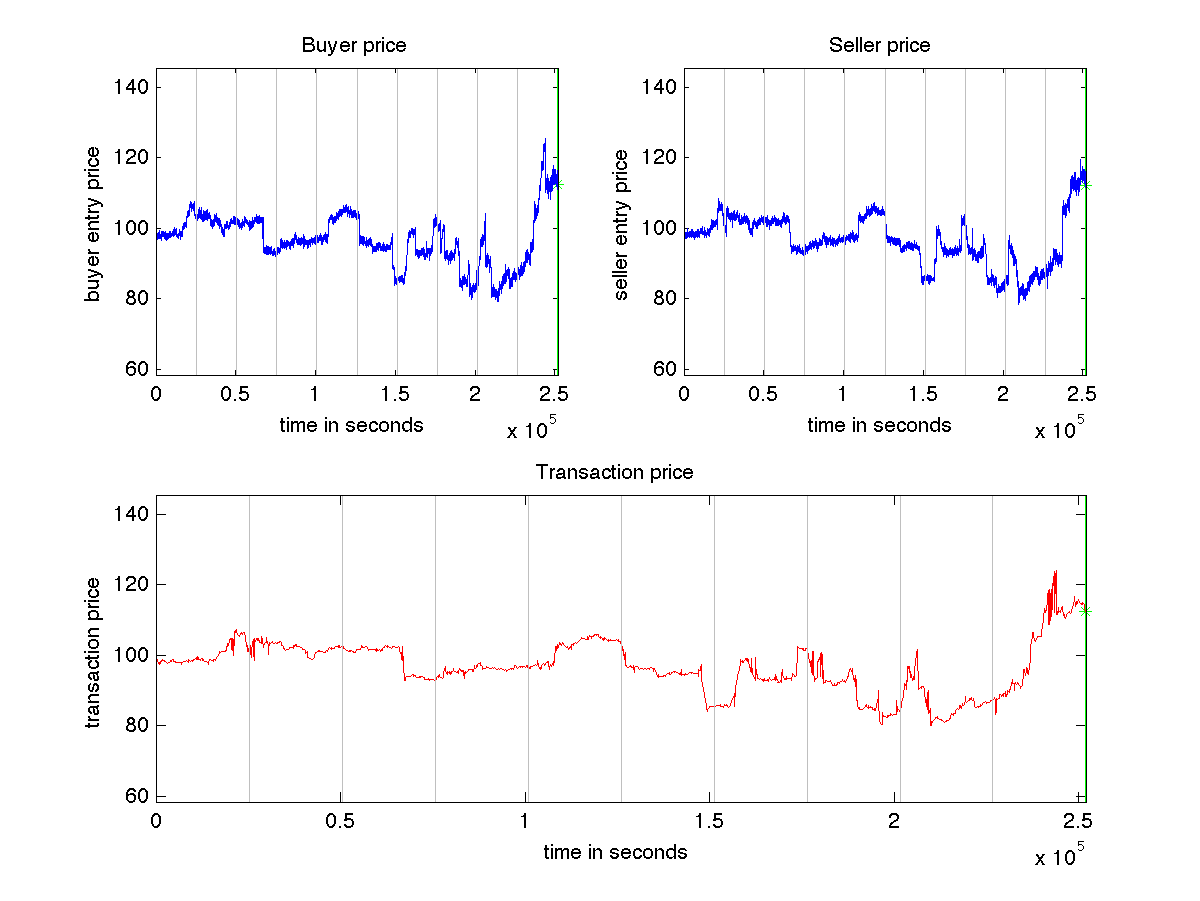 Buyer price
140
120
100
80
60
buyer entry price
0 0.5 1 1.5 2 2.5
time in seconds
x 10^5
Seller price
140
120
100
80
60
seller entry price
0 0.5 1 1.5 2 2.5
time in seconds
x 10^5
Transaction price
140
120
100
80
60
transaction price
0 0.5 1 1.5 2 2.5
time in seconds
x 10^5